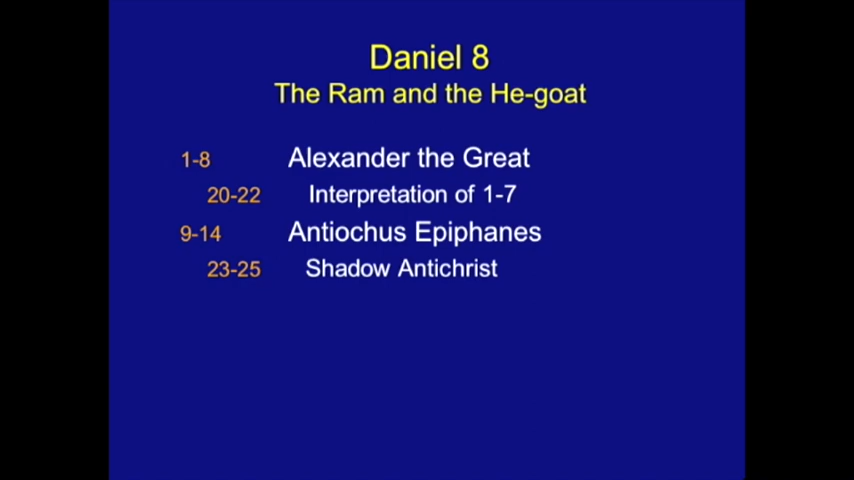 Daniel 8
The Ram and the He-goat
1-8 Alexander the Great
20-22 Interpretation of 1-7
9-14 Antiochus Epiphanes
23-25 Shadow Antichrist